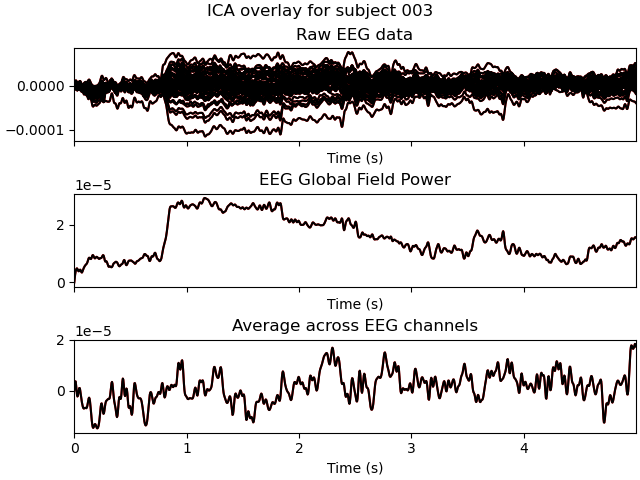 ICA overlay for subject 003
Raw EEG data
0.0000
−0.0001
Time (s)
EEG Global Field Power
1e−5
2
0
Time (s)
Average across EEG channels
1e−5
2
0
0 1 2 3 4
Time (s)